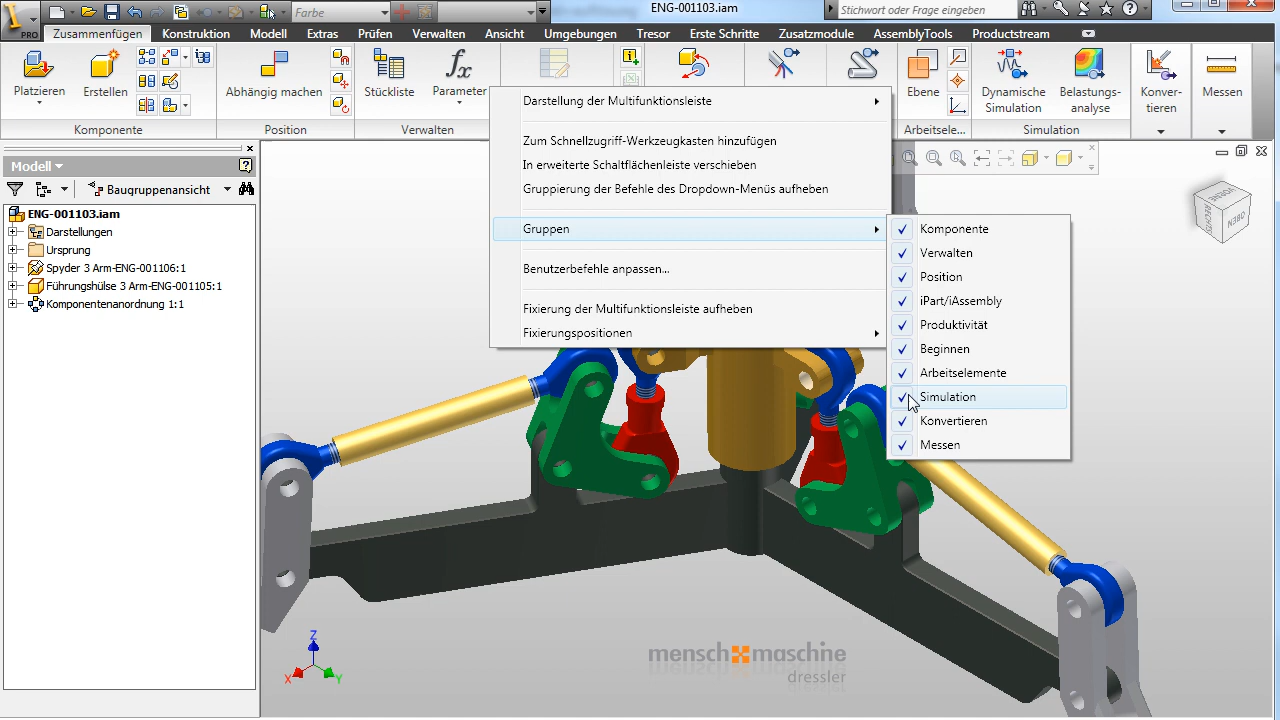 ENG-001103.iam
Stichwort oder Frage eingeben
Farbe
PRO
Zusammenfügen Konstruktion Modell Extras Prüfen Verwalten Ansicht Umgebungen Tresor Erste Schritte Zusatzmodule AssemblyTools Productstream
Platzieren
Erstellen
Abhängig machen
Stückliste
Parameter
Ebene
Dynamische
Simulation
Belastungs-
analyse
Konver-
tieren
Messen
Komponente
Position
Verwalten
Arbeitsele...
Simulation
Modell
Baugruppenansicht
ENG-001103.iam
Darstellungen
Ursprung
Spyder 3 Arm-ENG-001106:1
Führungshülse 3 Arm-ENG-001105:1
Komponentenanordnung 1:1
Darstellung der Multifunktionsleiste
Zum Schnellzugriff-Werkzeugkasten hinzufügen
In erweiterte Schaltflächenleiste verschieben
Gruppierung der Befehle des Dropdown-Menüs aufheben
Gruppen
Benutzerbefehle anpassen...
Fixierung der Multifunktionsleiste aufheben
Fixierungspositionen
Komponente
Verwalten
Position
iPart/iAssembly
Produktivität
Beginnen
Arbeitselemente
Simulation
Konvertieren
Messen
Z
X
Y
mensch maschine
dressler